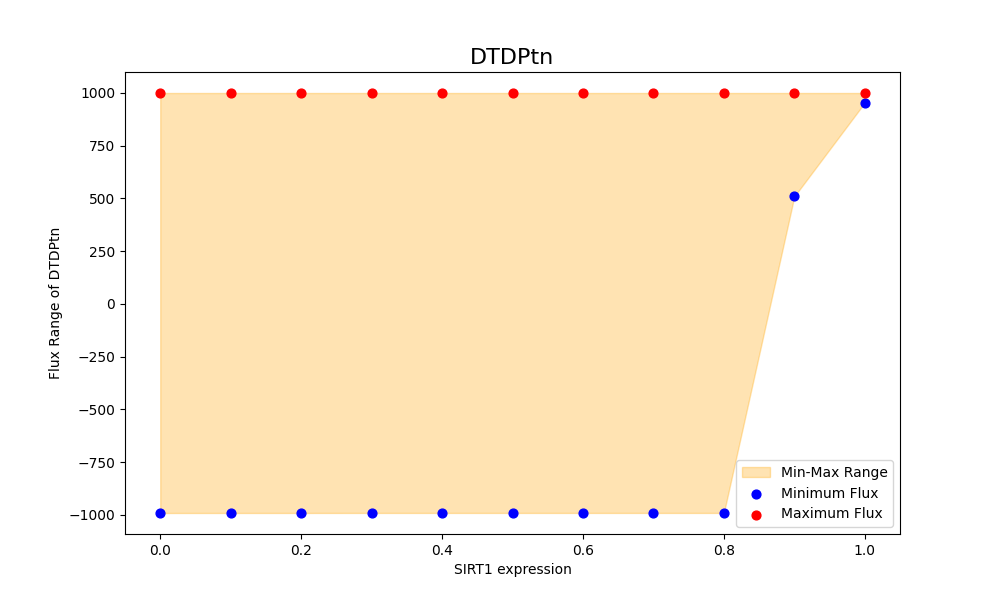 DTDPtn
Flux Range of DTDPtn
1000
750
500
250
0
−250
−500
−750
−1000
0.0 0.2 0.4 0.6 0.8 1.0
SIRT1 expression
Min-Max Range
Minimum Flux
Maximum Flux